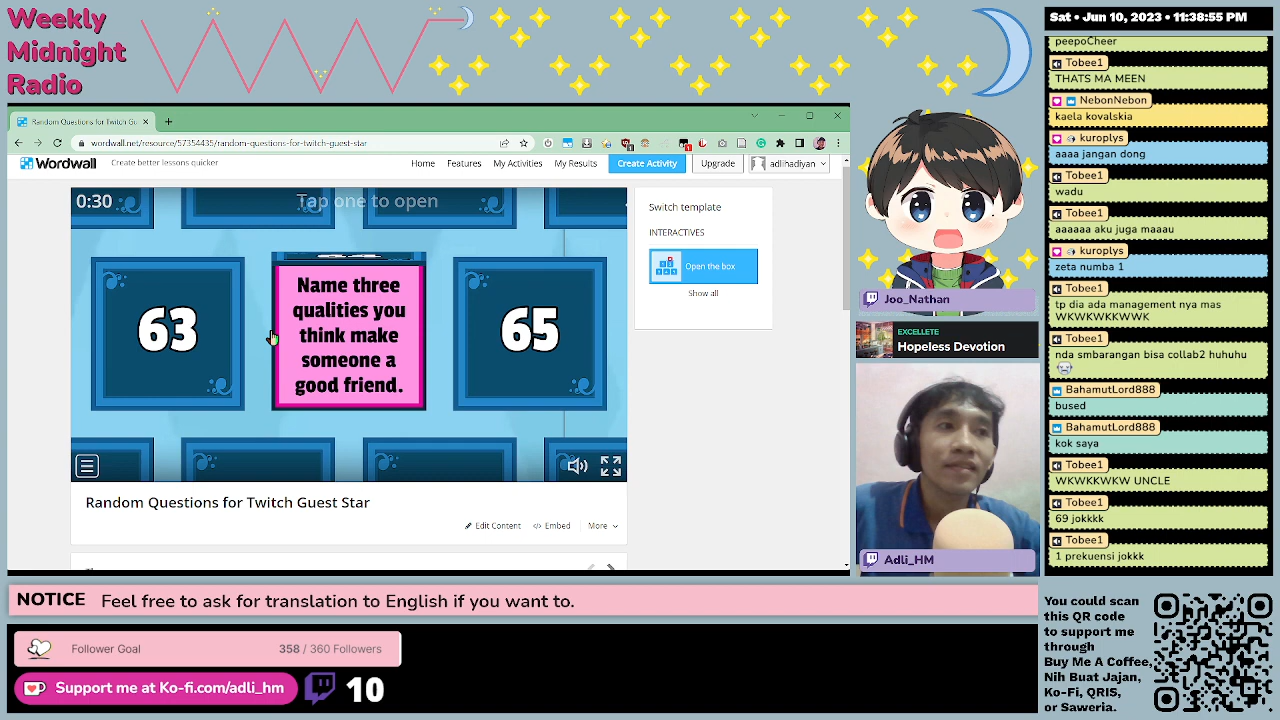 Weekly
Midnight
Radio
Sat • Jun 10, 2023 • 11:38:55 PM
Random Questions for Twitch Gu
wordwall.net/resource/57354435/random-questions-for-twitch-guest-star
Wordwall
Create better lessons quicker
Home
Features
My Activities
My Results
Create Activity
Upgrade
adlihadiyan
0:30
Tap one to open
63
Name three
qualities you
think make
someone a
good friend.
65
Switch template
INTERACTIVES
Open the box
Show all
Random Questions for Twitch Guest Star
Edit Content
Embed
More
Joo_Nathan
EXCELLETE
Hopeless Devotion
Adli_HM
peepoCheer
Tobee1
THATS MA MEEN
NebonNebon
kaela kovalskia
kuroplys
aaaa jangan dong
Tobee1
wadu
Tobee1
aaaaaa aku juga maaau
kuroplys
zeta numba 1
Tobee1
tp dia ada management nya mas
WKWKWKKWWK
Tobee1
nda smbarangan bisa collab2 huhuhu
BahamutLord888
bused
BahamutLord888
kok saya
Tobee1
WKWKKWKW UNCLE
Tobee1
69 jokkkk
Tobee1
1 prekuensi jokkk
NOTICE
Feel free to ask for translation to English if you want to.
Follower Goal
358 / 360 Followers
Support me at Ko-fi.com/adli_hm
10
You could scan
this QR code
to support me
through
Buy Me A Coffee,
Nih Buat Jajan,
Ko-Fi, QRIS,
or Saweria.